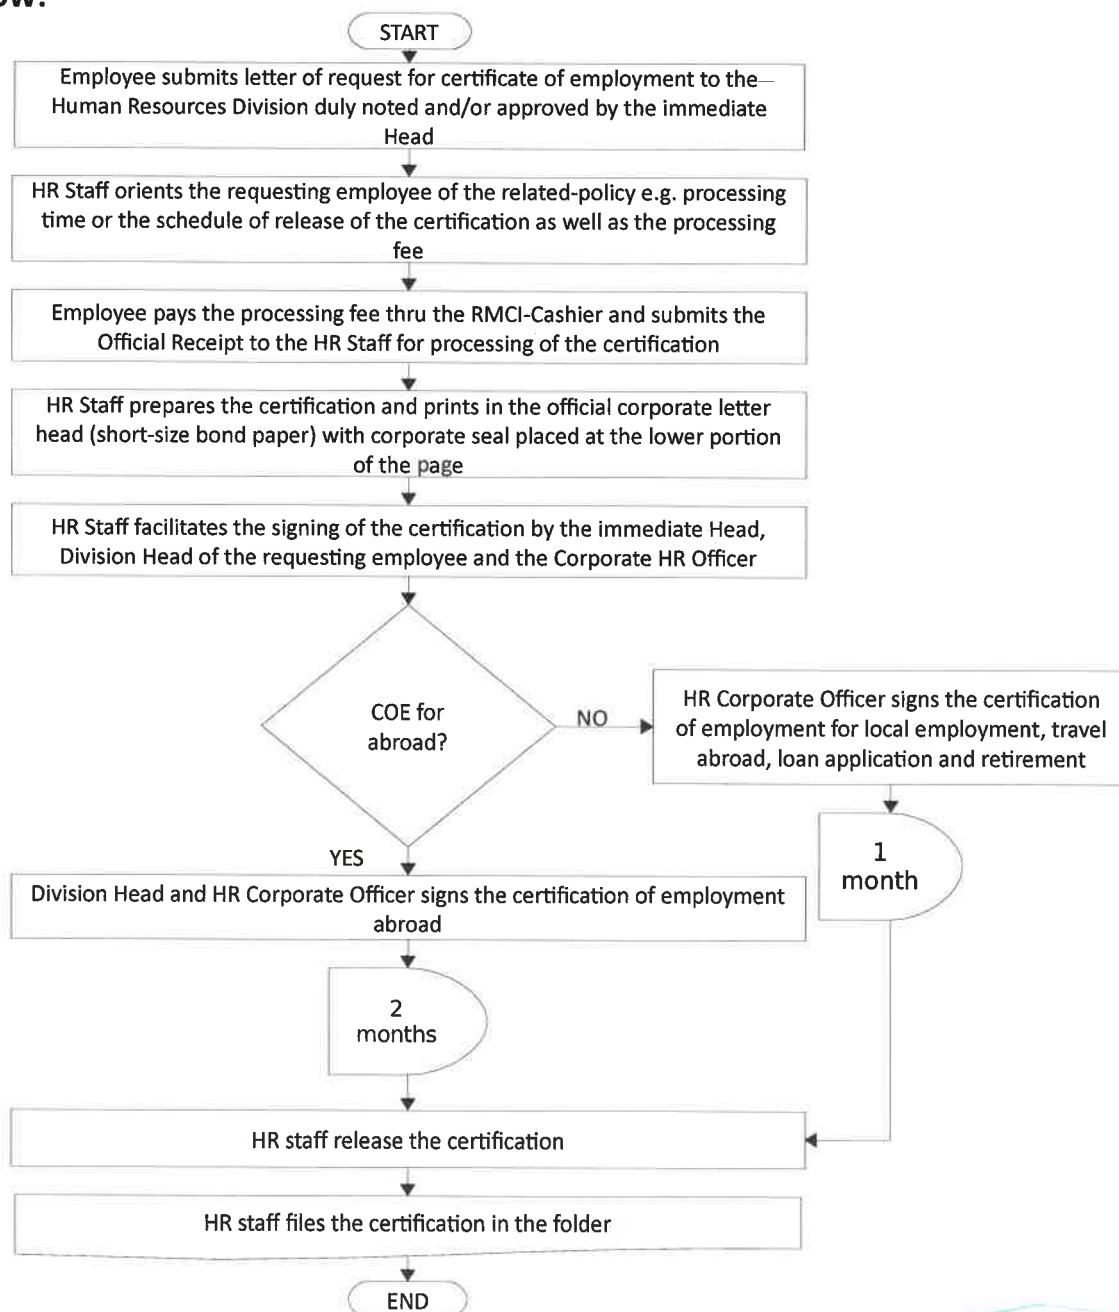 START
Employee submits letter of request for certificate of employment to the
Human Resources Division duly noted and/or approved by the immediate
Head
HR Staff orients the requesting employee of the related-policy e.g. processing
time or the schedule of release of the certification as well as the processing
fee
Employee pays the processing fee thru the RMCI-Cashier and submits the
Official Receipt to the HR Staff for processing of the certification
HR Staff prepares the certification and prints in the official corporate letter
head (short-size bond paper) with corporate seal placed at the lower portion
of the page
HR Staff facilitates the signing of the certification by the immediate Head,
Division Head of the requesting employee and the Corporate HR Officer
COE for
abroad?
NO
HR Corporate Officer signs the certification
of employment for local employment, travel
abroad, loan application and retirement
1
month
YES
Division Head and HR Corporate Officer signs the certification of employment
abroad
2
months
HR staff release the certification
HR staff files the certification in the folder
END